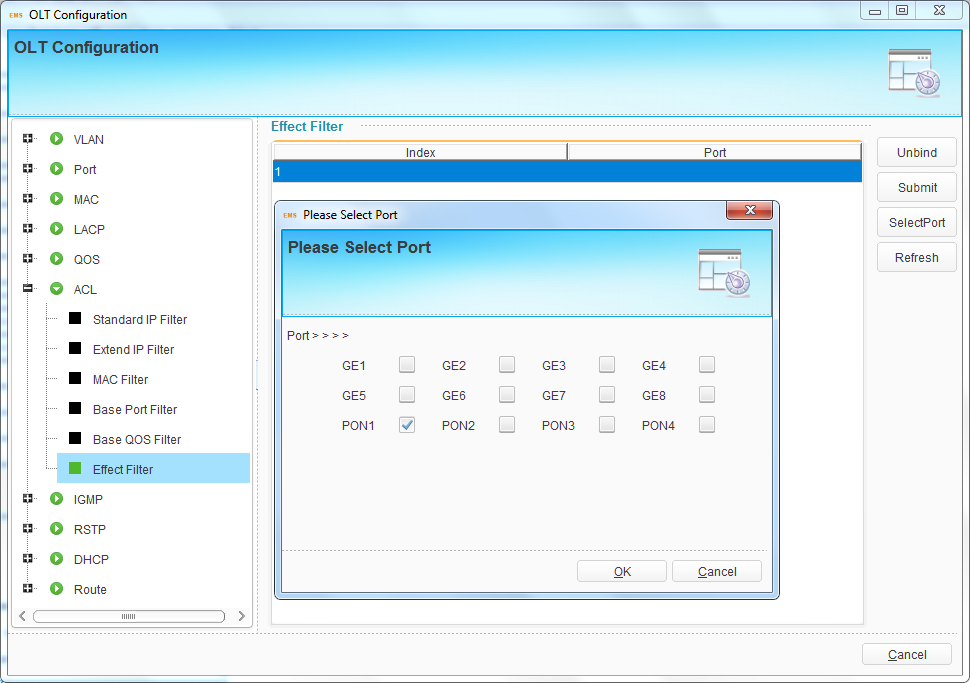 EMS OLT Configuration
OLT Configuration
VLAN
Port
MAC
LACP
QOS
ACL
Standard IP Filter
Extend IP Filter
MAC Filter
Base Port Filter
Base QOS Filter
Effect Filter
IGMP
RSTP
DHCP
Route
Effect Filter
Index Port
1
Unbind
Submit
SelectPort
Refresh
EMS Please Select Port
Please Select Port
Port > > > >
GE1 GE2 GE3 GE4
GE5 GE6 GE7 GE8
PON1 PON2 PON3 PON4
OK Cancel
Cancel